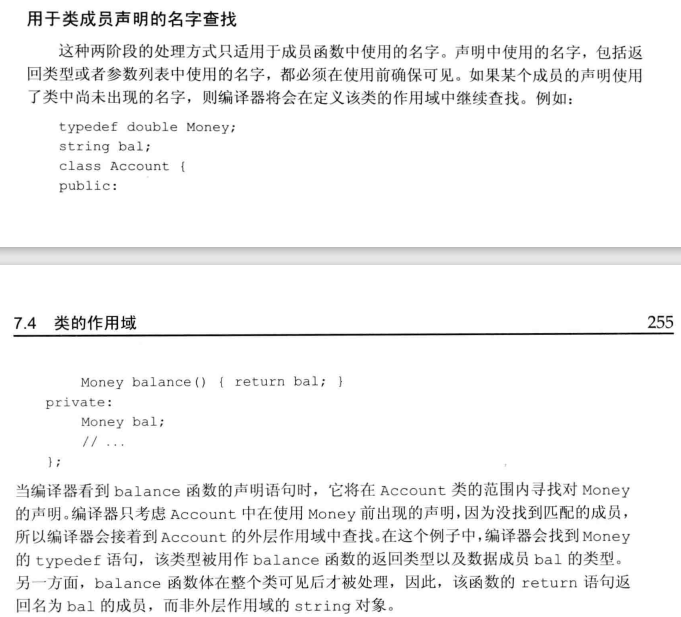 用于类成员声明的名字查找
这种两阶段的处理方式只适用于成员函数中使用的名字。声明中使用的名字，包括返
回类型或者参数列表中使用的名字，都必须在使用前确保可见。如果某个成员的声明使用
了类中尚未出现的名字，则编译器将会在定义该类的作用域中继续查找。例如：
typedef double Money;
string bal;
class Account {
public:
7.4 类的作用域 255
Money balance() { return bal; }
private:
Money bal;
// ...
};
当编译器看到 balance 函数的声明语句时，它将在 Account 类的范围内寻找对 Money
的声明。编译器只考虑 Account 中在使用 Money 前出现的声明，因为没找到匹配的成员，
所以编译器会接着到 Account 的外层作用域中查找。在这个例子中，编译器会找到 Money
的 typedef 语句，该类型被用作 balance 函数的返回类型以及数据成员 bal 的类型。
另一方面，balance 函数体在整个类可见后才被处理，因此，该函数的 return 语句返
回名为 bal 的成员，而非外层作用域的 string 对象。